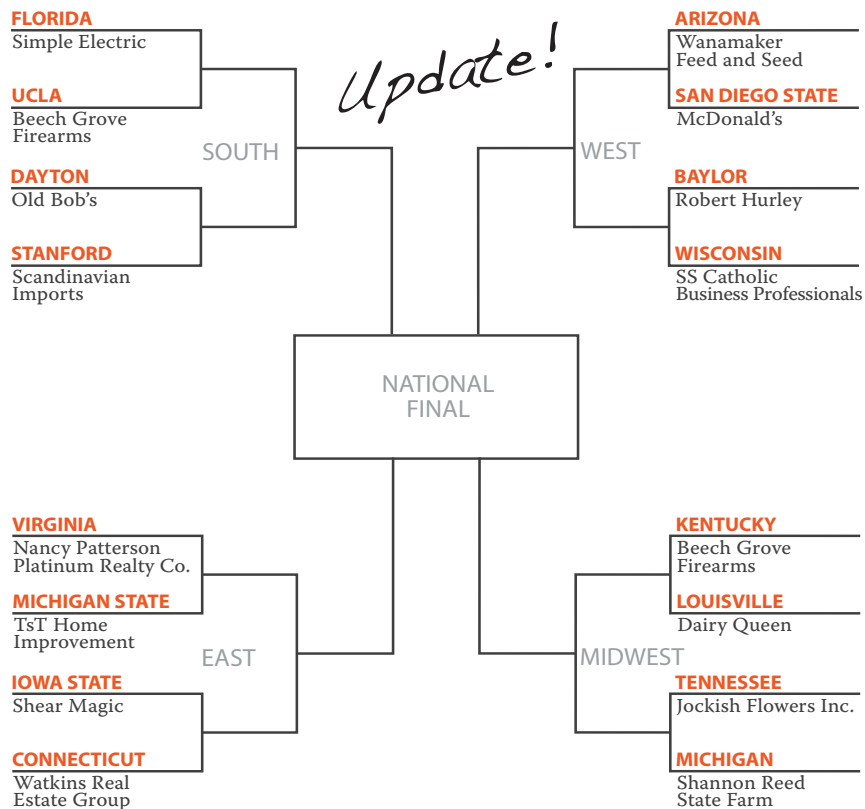 Update!
FLORIDA
Simple Electric
UCLA
Beech Grove
Firearms
SOUTH
DAYTON
Old Bob's
STANFORD
Scandinavian
Imports
ARIZONA
Wanamaker
Feed and Seed
SAN DIEGO STATE
McDonald's
WEST
BAYLOR
Robert Hurley
WISCONSIN
SS Catholic
Business Professionals
NATIONAL
FINAL
VIRGINIA
Nancy Patterson
Platinum Realty Co.
MICHIGAN STATE
TsT Home
Improvement
EAST
IOWA STATE
Shear Magic
CONNECTICUT
Watkins Real
Estate Group
KENTUCKY
Beech Grove
Firearms
LOUISVILLE
Dairy Queen
MIDWEST
TENNESSEE
Jockish Flowers Inc.
MICHIGAN
Shannon Reed
State Farm